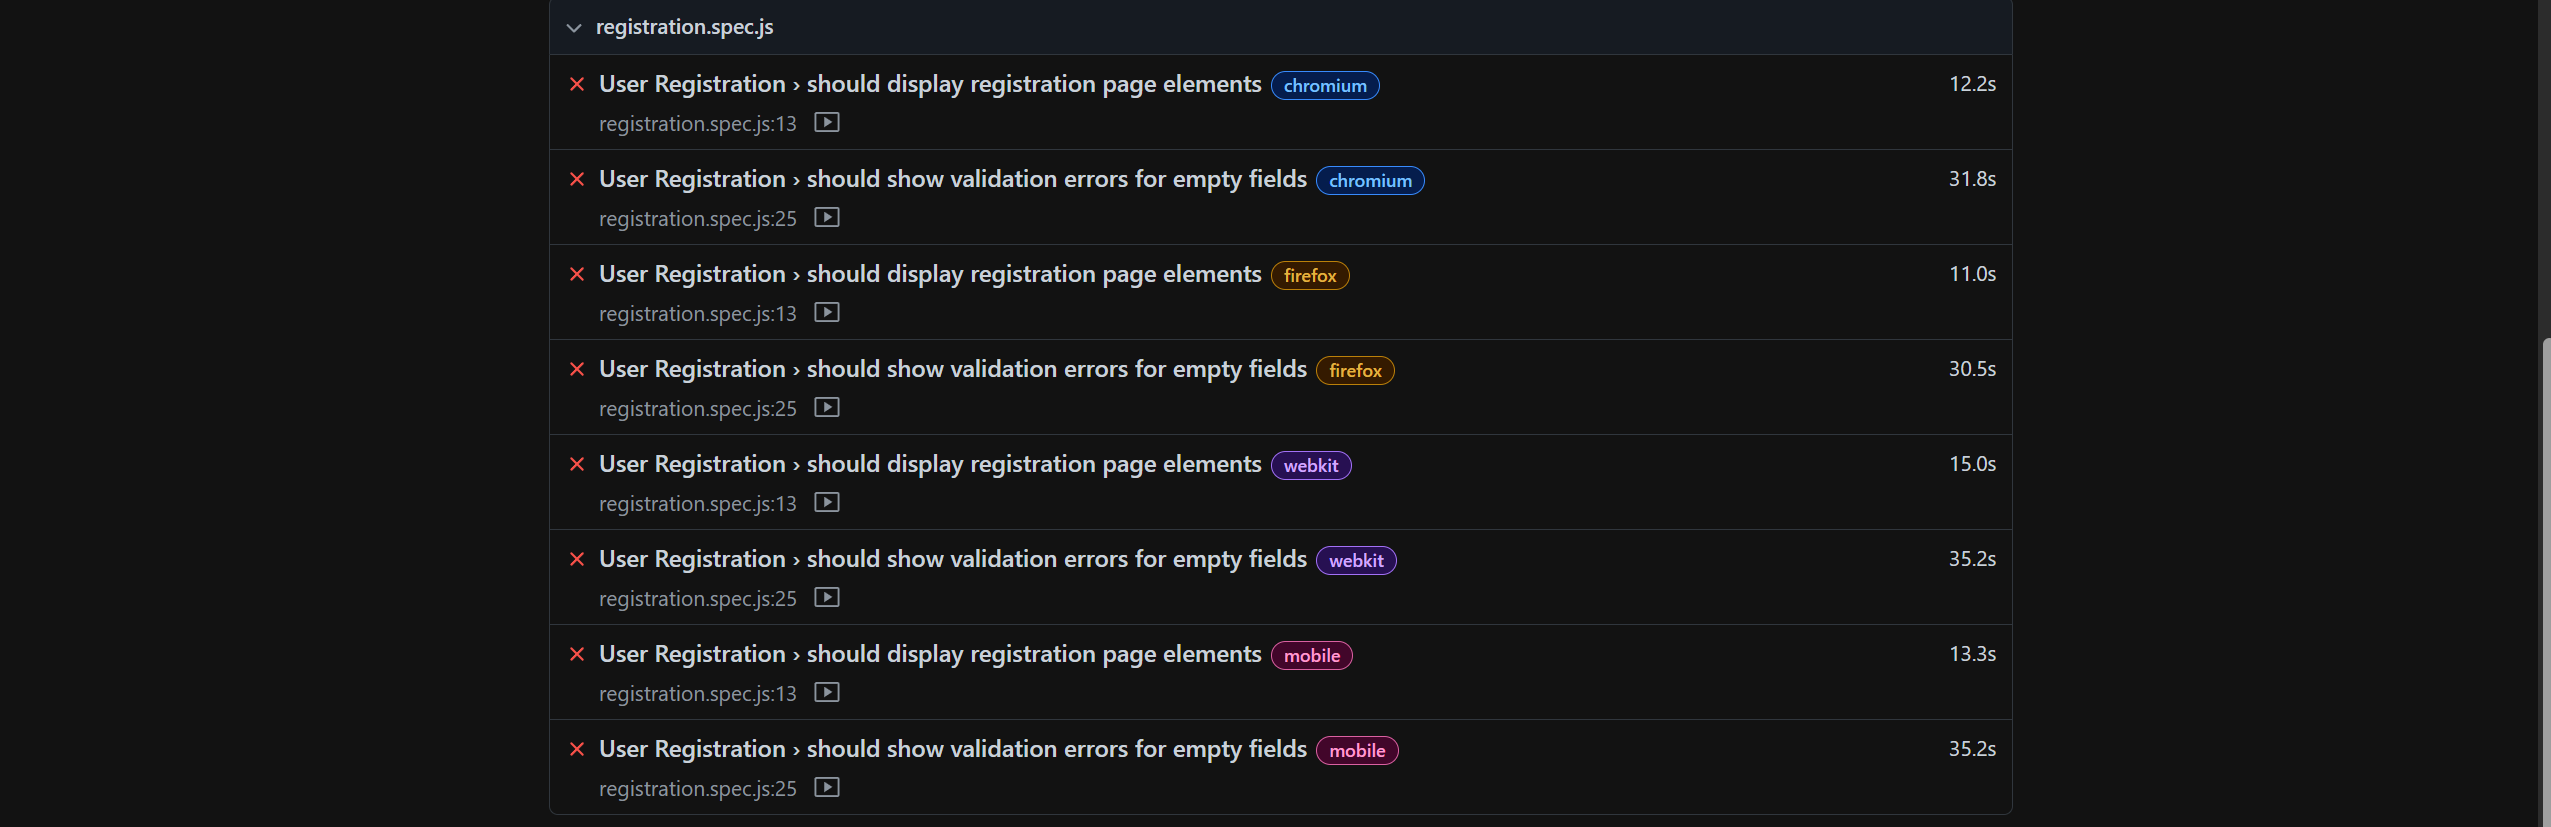 registration.spec.js
User Registration › should display registration page elements chromium 12.2s
registration.spec.js:13
User Registration › should show validation errors for empty fields chromium 31.8s
registration.spec.js:25
User Registration › should display registration page elements firefox 11.0s
registration.spec.js:13
User Registration › should show validation errors for empty fields firefox 30.5s
registration.spec.js:25
User Registration › should display registration page elements webkit 15.0s
registration.spec.js:13
User Registration › should show validation errors for empty fields webkit 35.2s
registration.spec.js:25
User Registration › should display registration page elements mobile 13.3s
registration.spec.js:13
User Registration › should show validation errors for empty fields mobile 35.2s
registration.spec.js:25